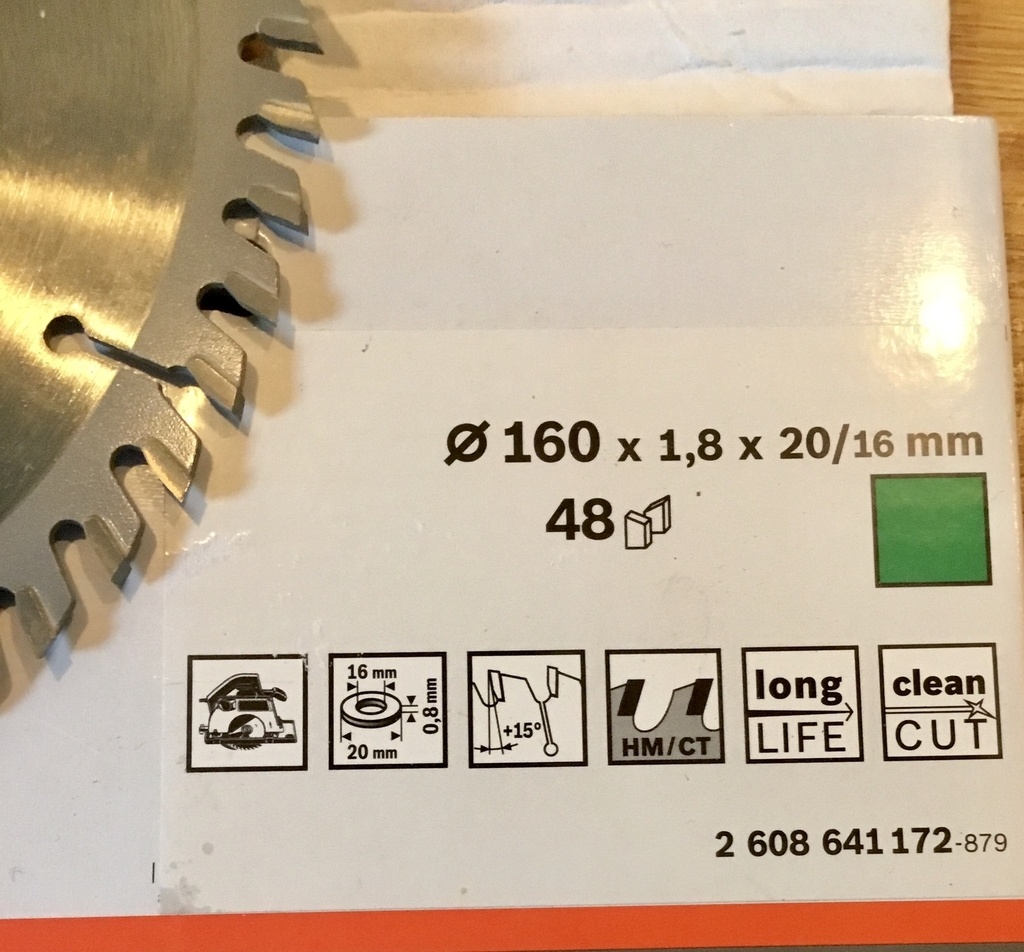 Ø 160 x 1,8 x 20/16 mm
48
16 mm
0,8 mm
20 mm
+15°
HM/CT
long
LIFE
clean
CUT
2 608 641 172-879